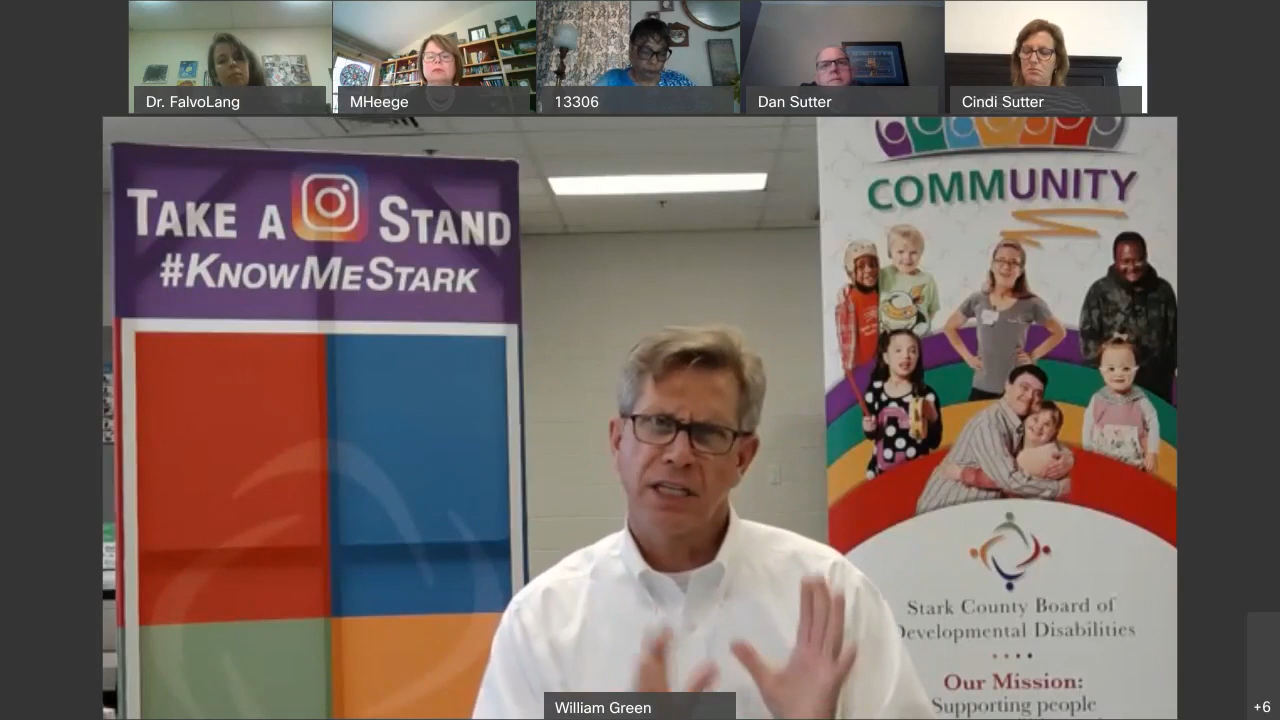 Dr. FalvoLang
MHeege
13306
Dan Sutter
Cindi Sutter
TAKE A STAND
#KNOWMESTARK
COMMUNITY
Stark County Board of
Developmental Disabilities
Our Mission:
Supporting people
William Green
+6